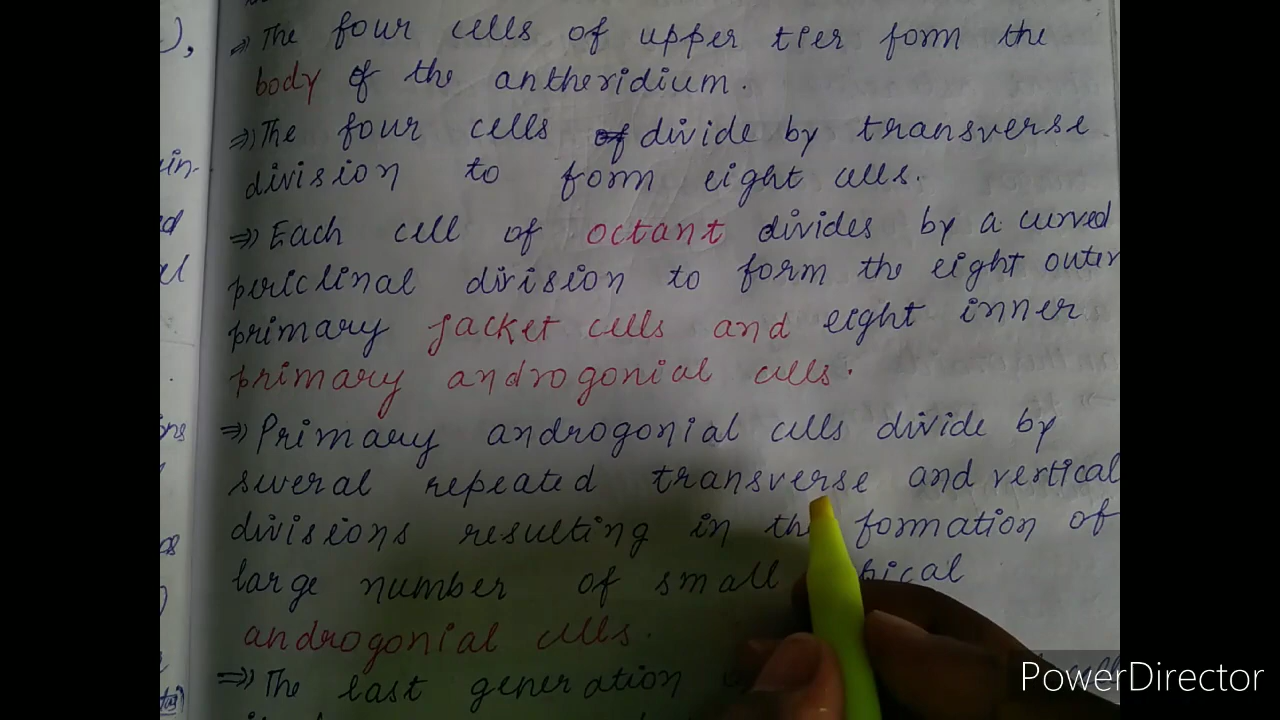 ⇒ The four cells of upper tier form the
body of the antheridium.
⇒ The four cells of divide by transverse
division to form eight cells.
⇒ Each cell of octant divides by a curved
periclinal division to form the eight outer
primary jacket cells and eight inner
primary androgonial cells.
⇒ Primary androgonial cells divide by
several repeated transverse and vertical
divisions resulting in the formation of
large number of small
androgonial cells.
⇒ The last generation
PowerDirector